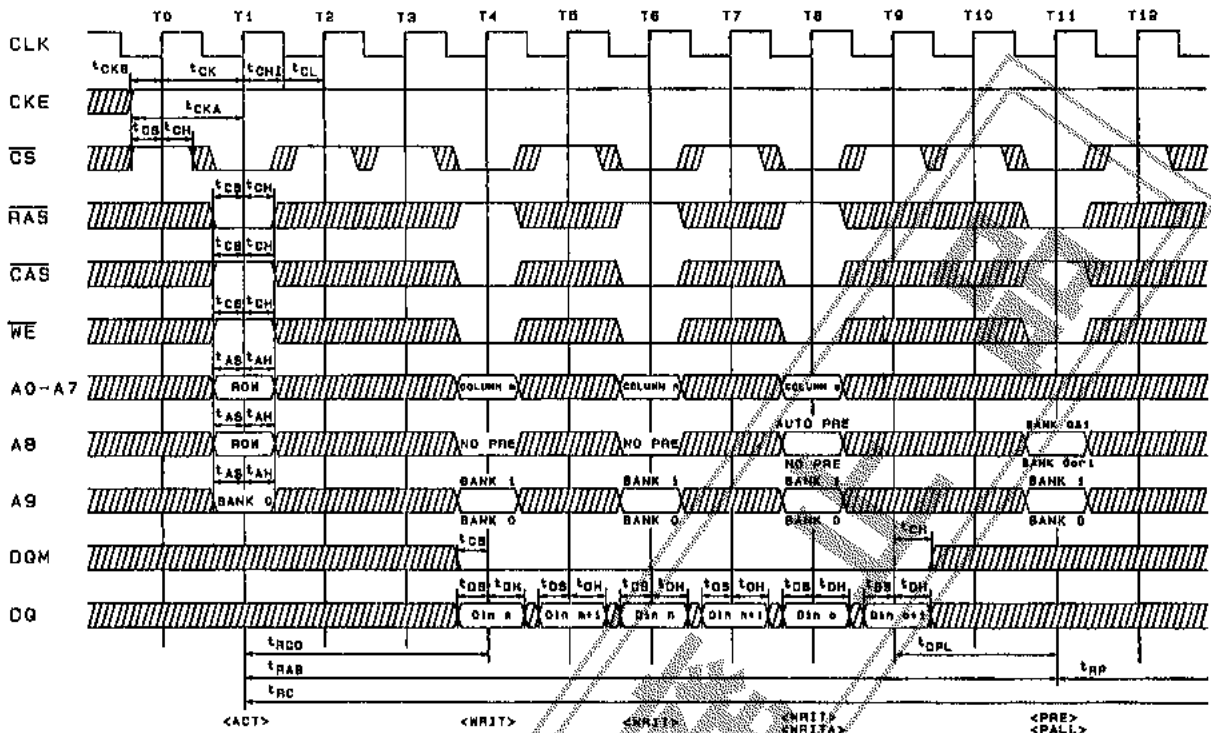 T0 T1 T2 T3 T4 T5 T6 T7 T8 T9 T10 T11 T12
CLK
tCKS tCK tCHI tCL
CKE
tCKA
tCS tCH
CS
tCS tCH
RAS
tCS tCH
CAS
tCS tCH
WE
tAS tAH
A0-A7 ROW COLUMN m COLUMN n COLUMN o
tAS tAH AUTO PRE BANK 0&1
A8 ROW NO PRE NO PRE
NO PRE BANK 0or1
tAS tAH BANK 1 BANK 1 BANK 1 BANK 1
A9 BANK 0
BANK 0 BANK 0 BANK 0 BANK 0
tCS tCH
DQM
tDS tDH tDS tDH tDS tDH tDS tDH tDS tDH tDS tDH
DQ Din m Din m+1 Din n Din n+1 Din o Din o+1
tRCD tDPL
tRAS tRP
tRC
<ACT> <WRIT> <WRIT> <WRIT> <PRE>
<WRITA> <PALL>